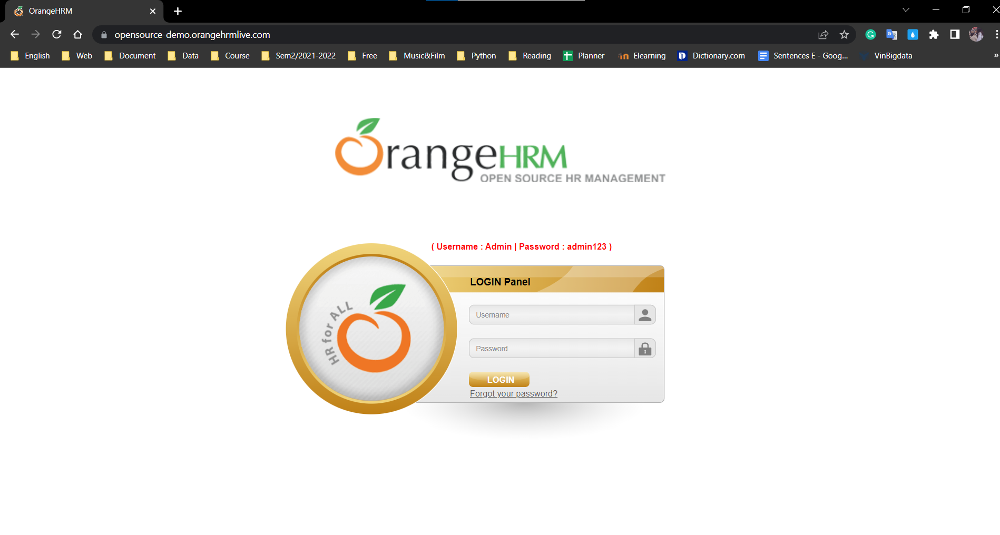 OrangeHRM
opensource-demo.orangehrmlive.com
English Web Document Data Course Sem2/2021-2022 Free Music&Film Python Reading Planner Elearning Dictionary.com Sentences E - Goog... VinBigdata »
OrangeHRM
OPEN SOURCE HR MANAGEMENT
( Username : Admin | Password : admin123 )
LOGIN Panel
HR for ALL
Username
Password
LOGIN
Forgot your password?